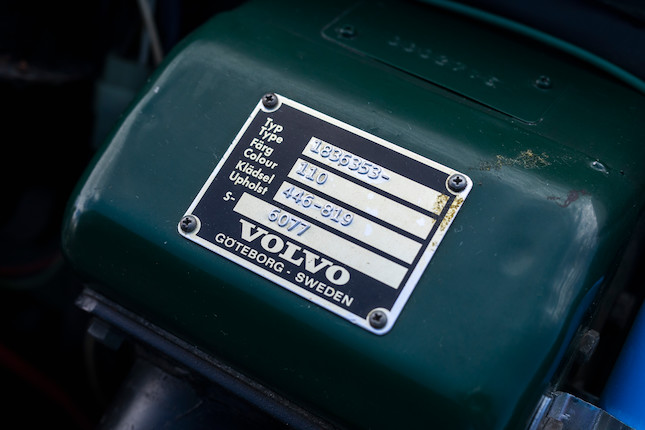 Typ
Type 1836353-
Färg
Colour 110
Klädsel
Upholst 446-819
S- 6077
VOLVO
GÖTEBORG - SWEDEN